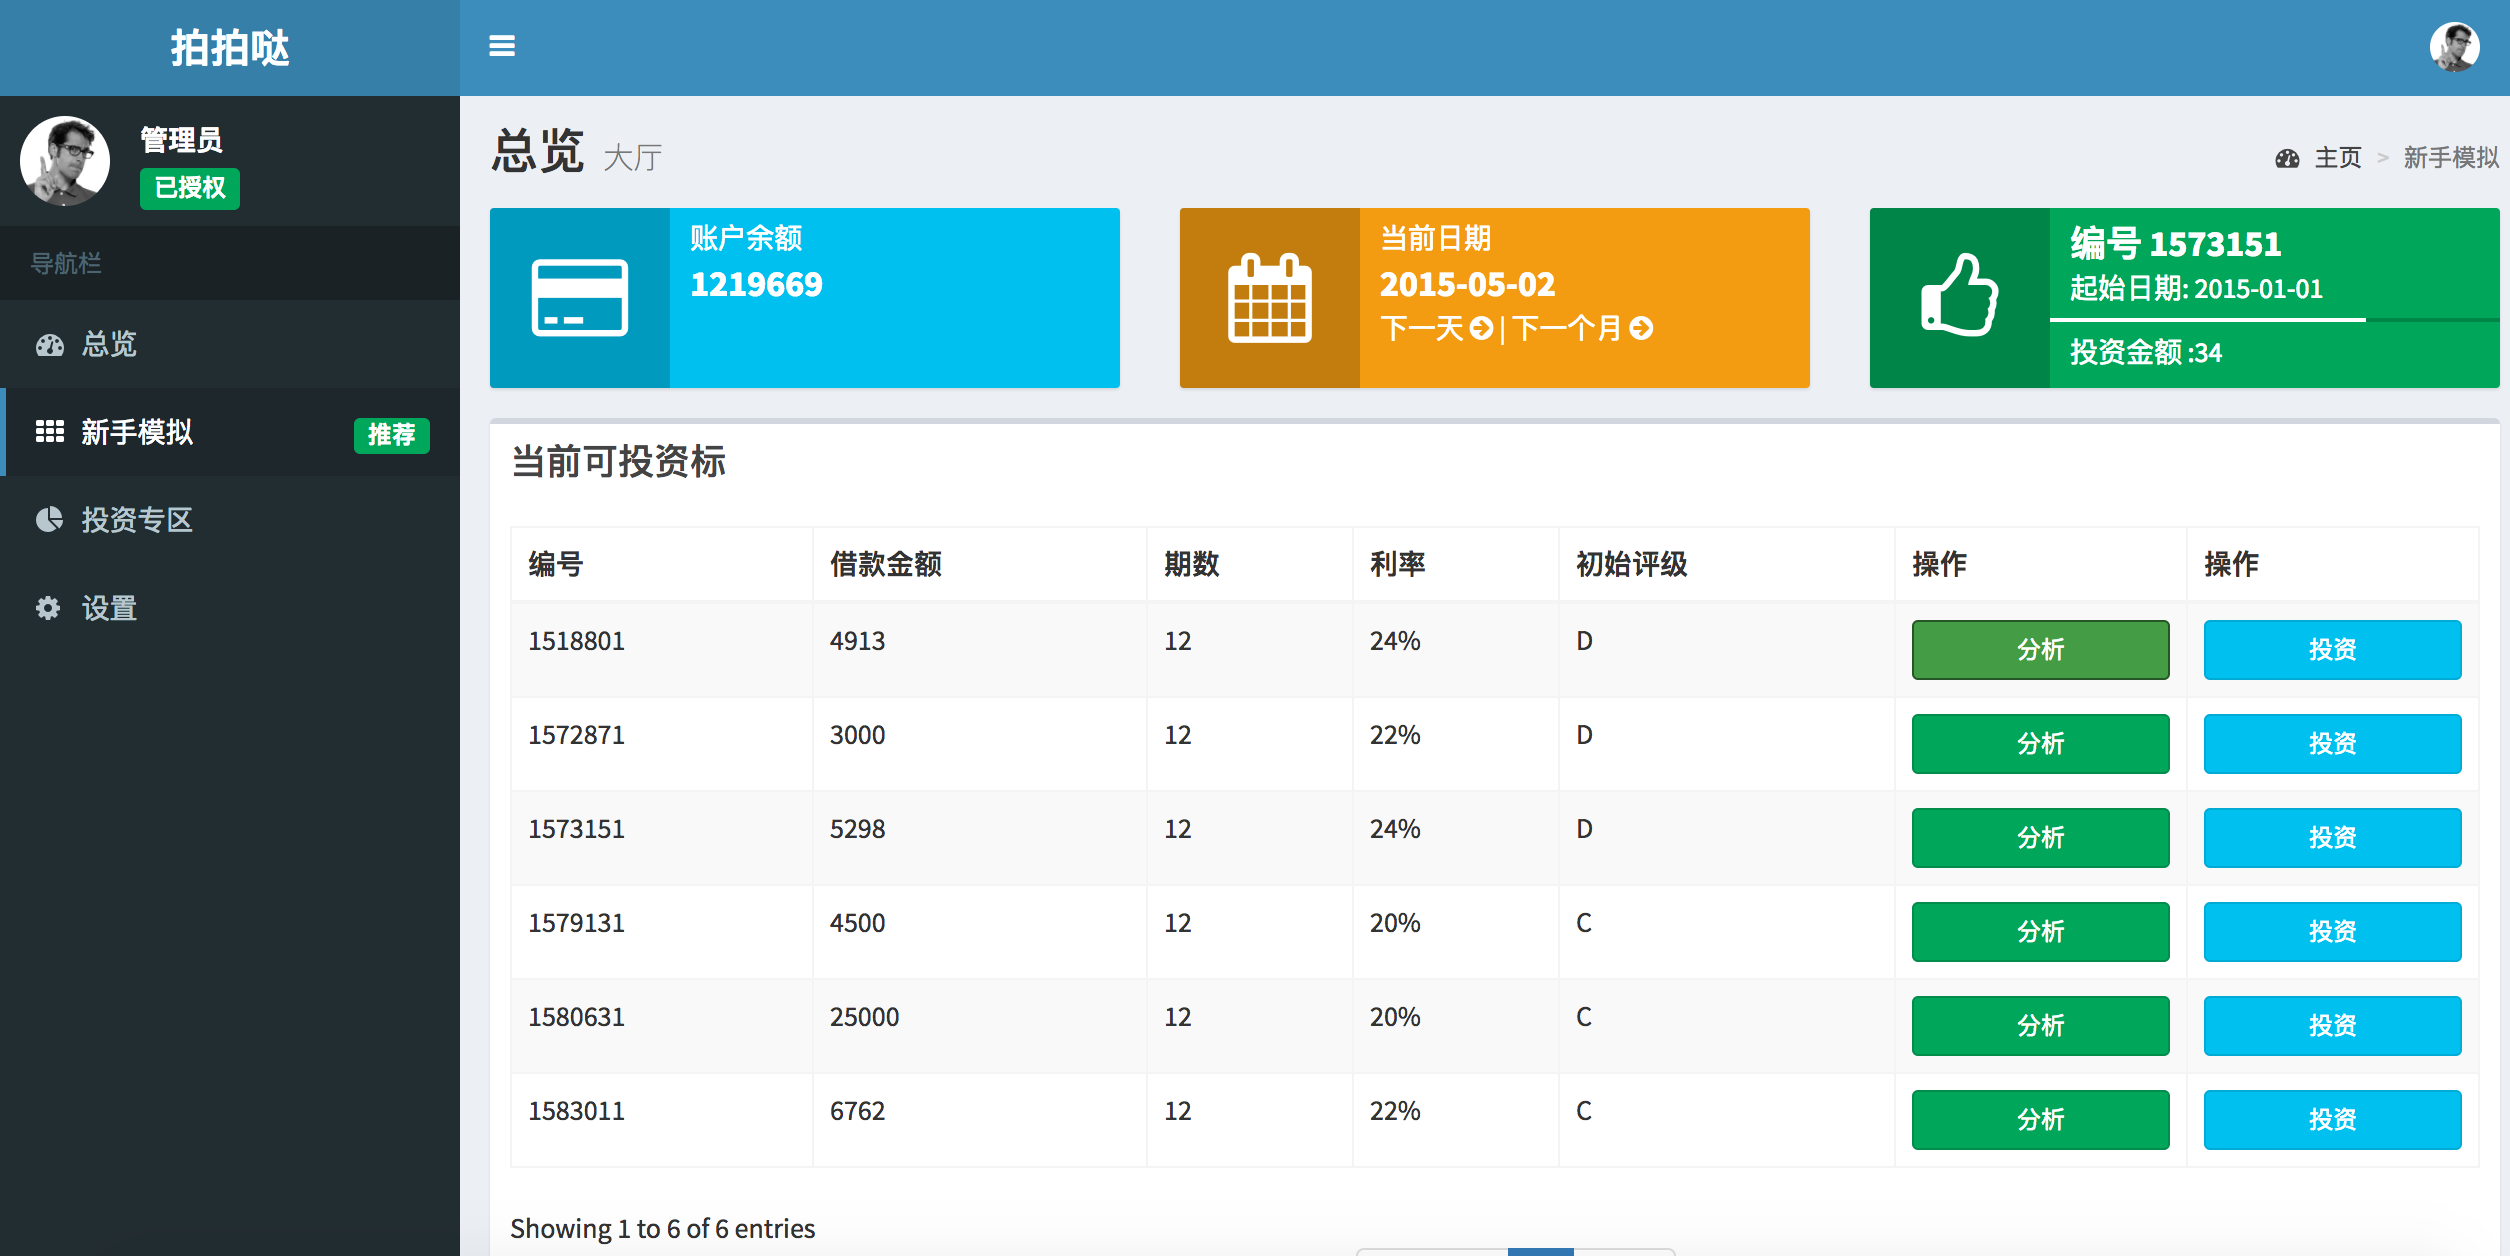 拍拍哒
管理员
已授权
导航栏
总览
新手模拟 推荐
投资专区
设置
总览 大厅
主页 > 新手模拟
账户余额
1219669
当前日期
2015-05-02
下一天 | 下一个月
编号 1573151
起始日期: 2015-01-01
投资金额 :34
当前可投资标
编号 借款金额 期数 利率 初始评级 操作 操作
1518801 4913 12 24% D 分析 投资
1572871 3000 12 22% D 分析 投资
1573151 5298 12 24% D 分析 投资
1579131 4500 12 20% C 分析 投资
1580631 25000 12 20% C 分析 投资
1583011 6762 12 22% C 分析 投资
Showing 1 to 6 of 6 entries